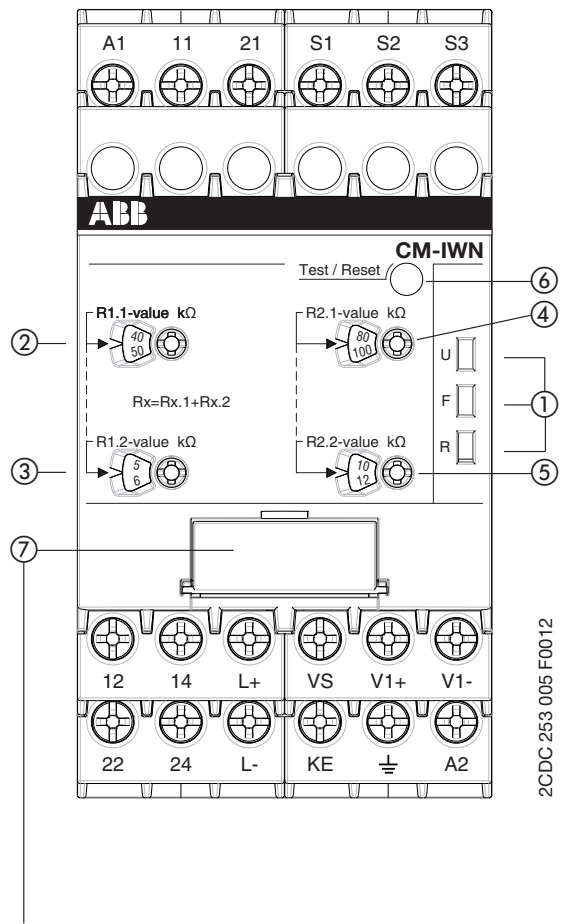 A1 11 21 S1 S2 S3
ABB
CM-IWN
Test / Reset
⑥
R1.1-value kΩ R2.1-value kΩ
④
② 40 80
50 100
U
F ①
R
Rx=Rx.1+Rx.2
R1.2-value kΩ R2.2-value kΩ
③ 5 10 ⑤
6 12
⑦
12 14 L+ VS V1+ V1-
22 24 L- KE A2
2CDC 253 005 F0012